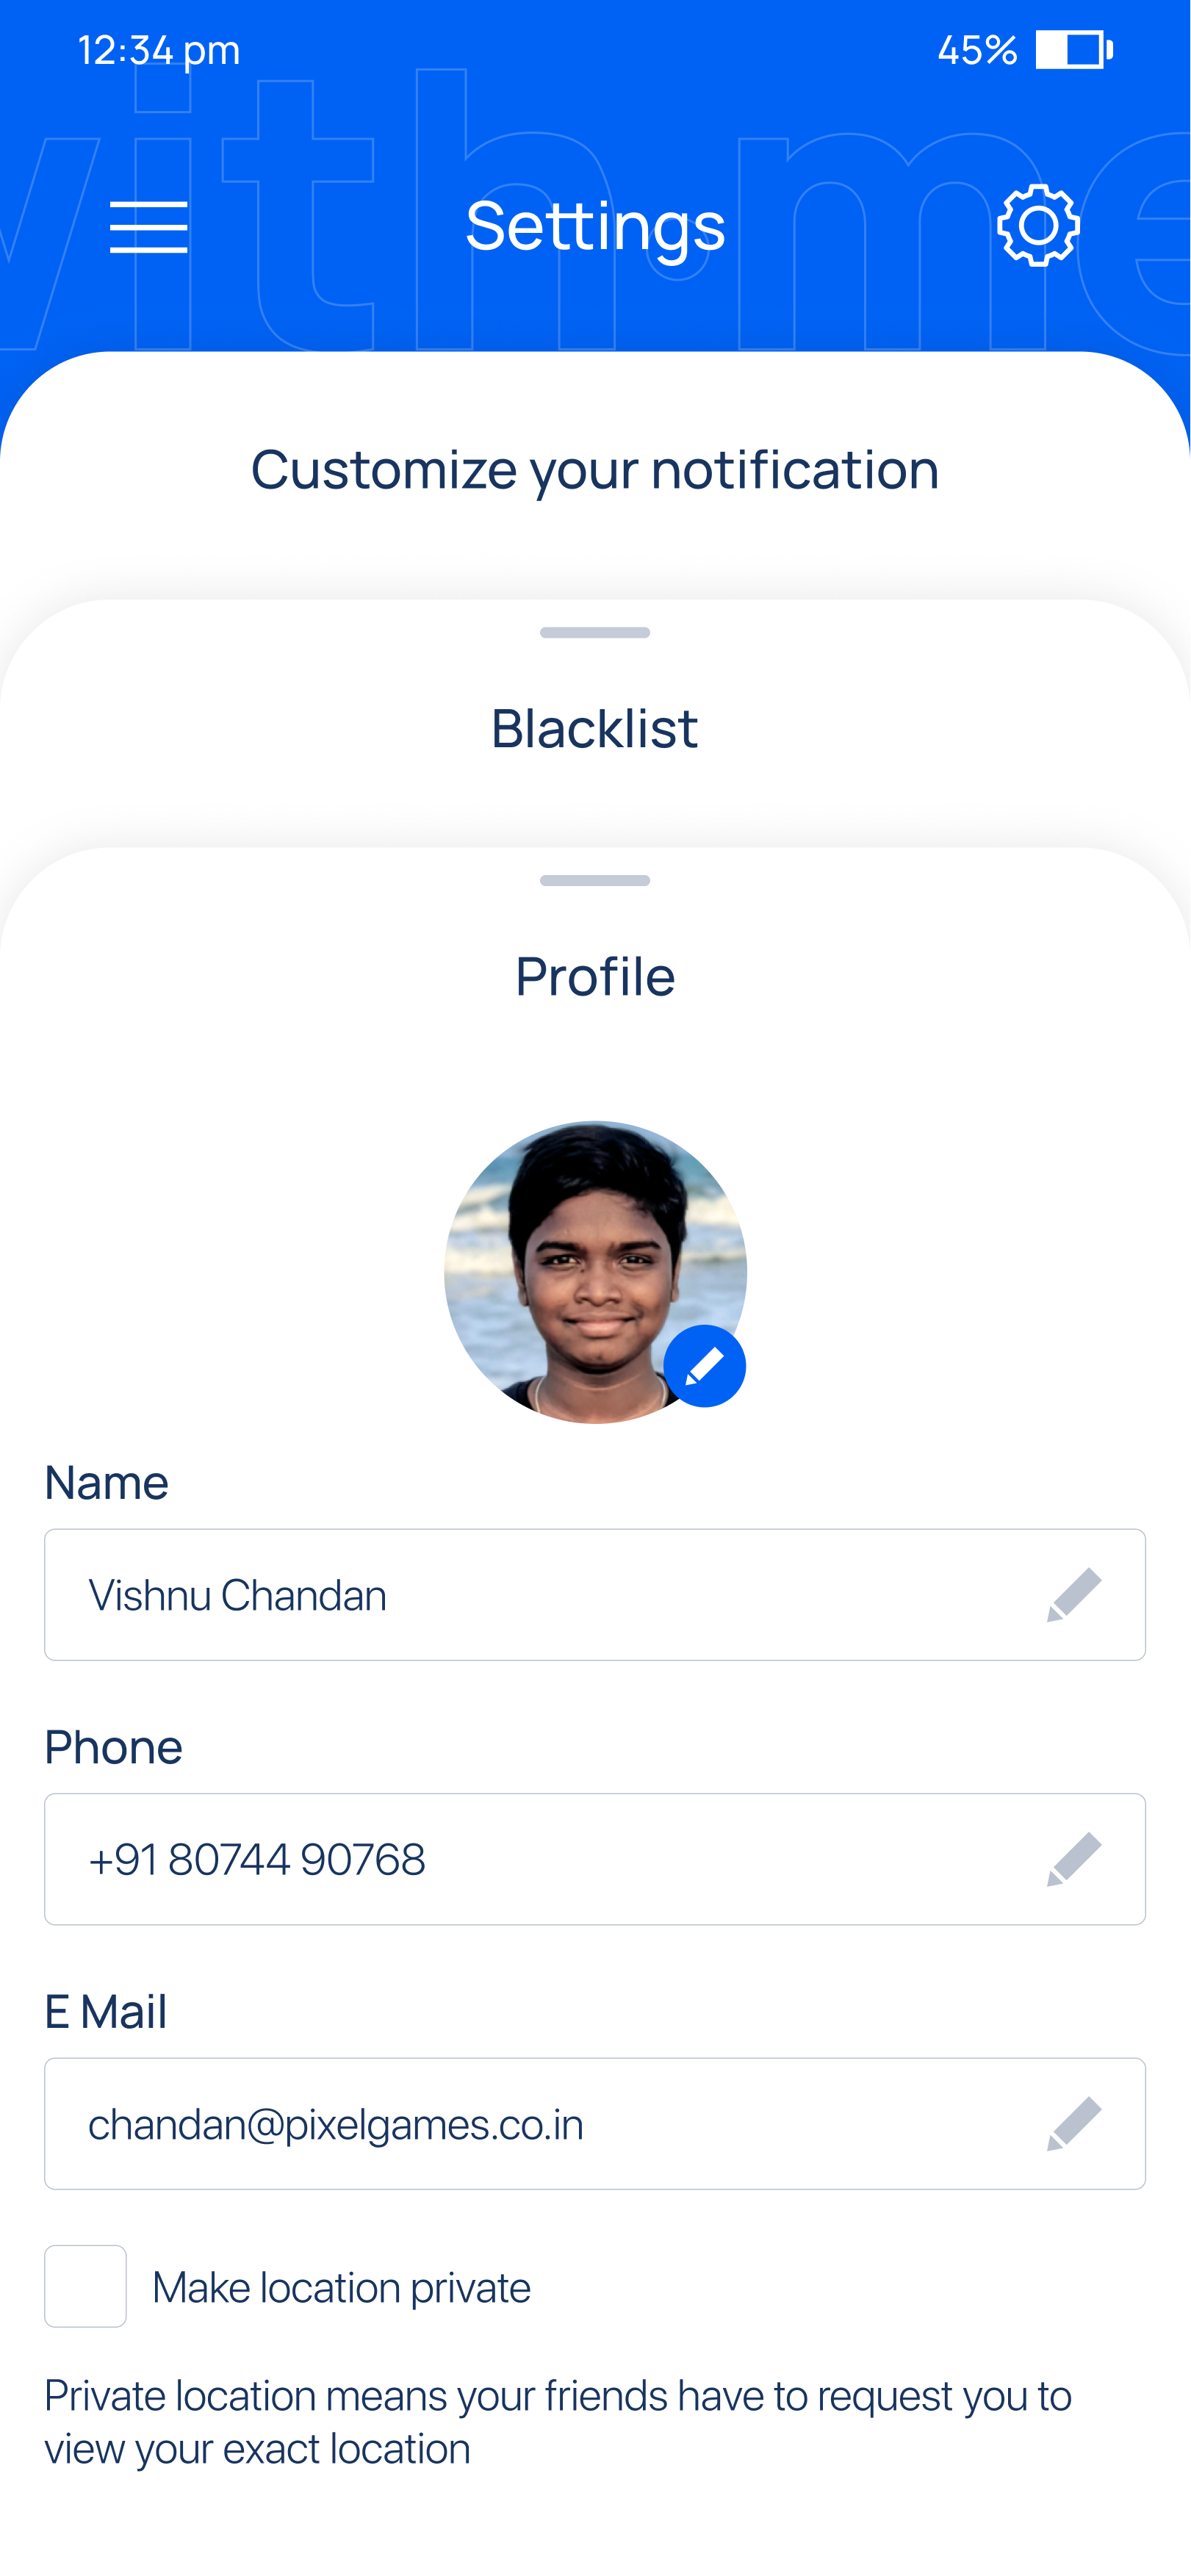 12:34 pm 45%
with me
Settings
Customize your notification
Blacklist
Profile
Name
Vishnu Chandan
Phone
+91 80744 90768
E Mail
chandan@pixelgames.co.in
Make location private
Private location means your friends have to request you to
view your exact location